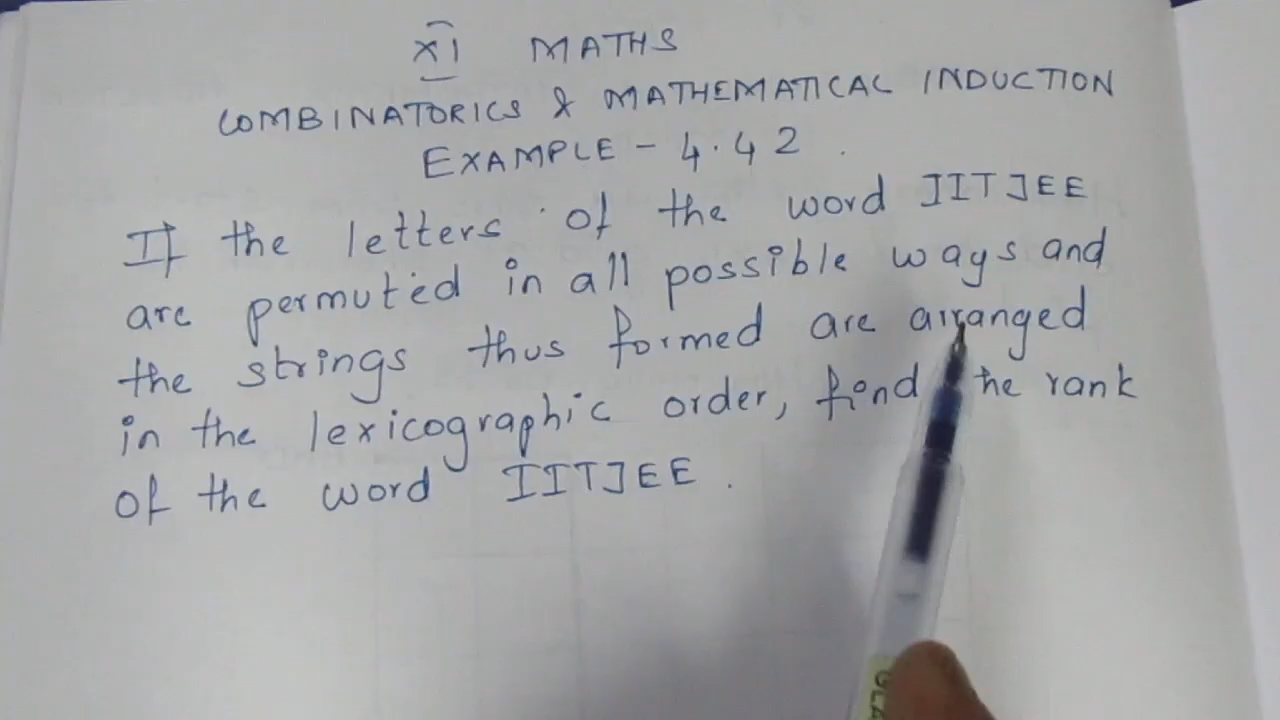 XI MATHS
COMBINATORICS & MATHEMATICAL INDUCTION
EXAMPLE - 4.42.
If the letters of the word IITJEE
are permuted in all possible ways and
the strings thus formed are arranged
in the lexicographic order, find the rank
of the word IITJEE.